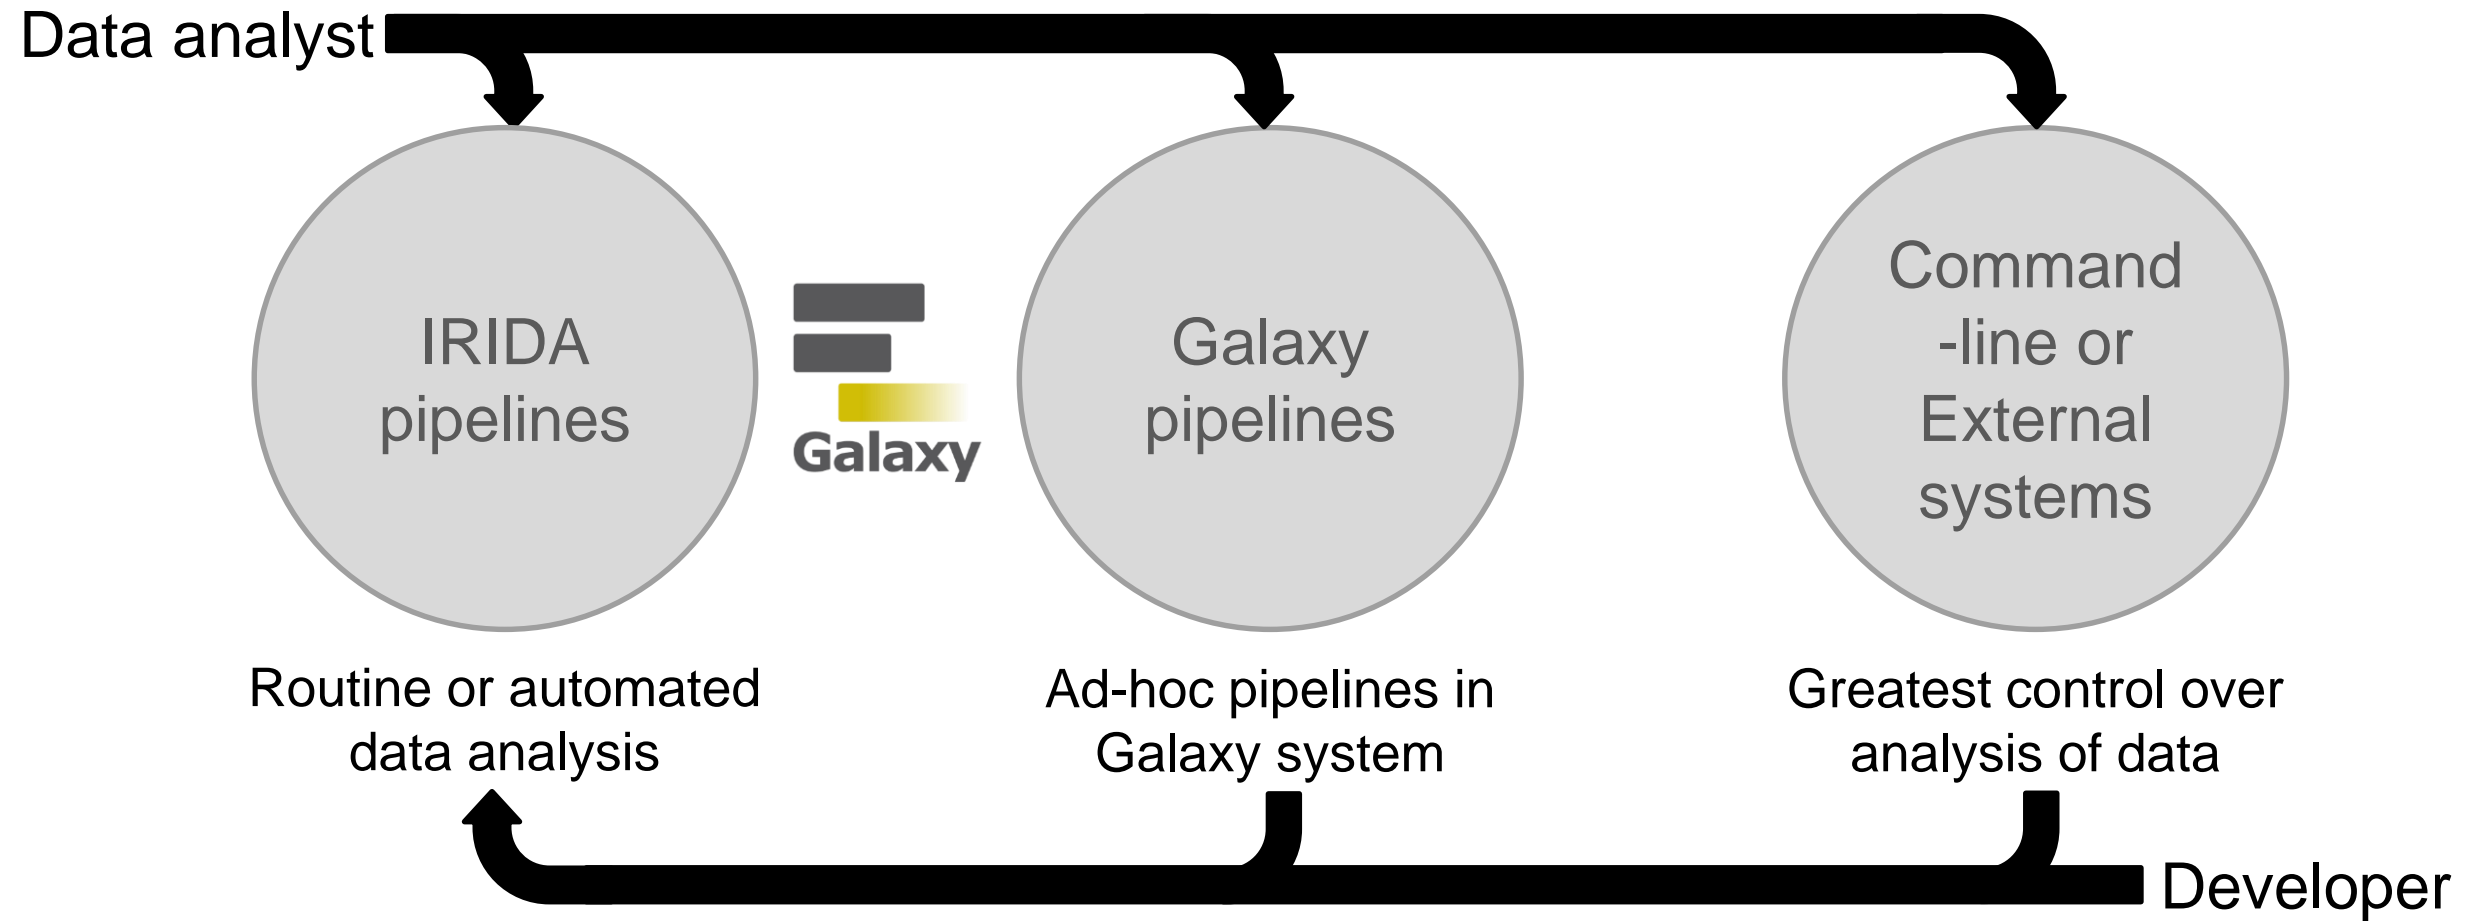 Data analyst
IRIDA
pipelines
Galaxy
Galaxy
pipelines
Command
-line or
External
systems
Routine or automated
data analysis
Ad-hoc pipelines in
Galaxy system
Greatest control over
analysis of data
Developer